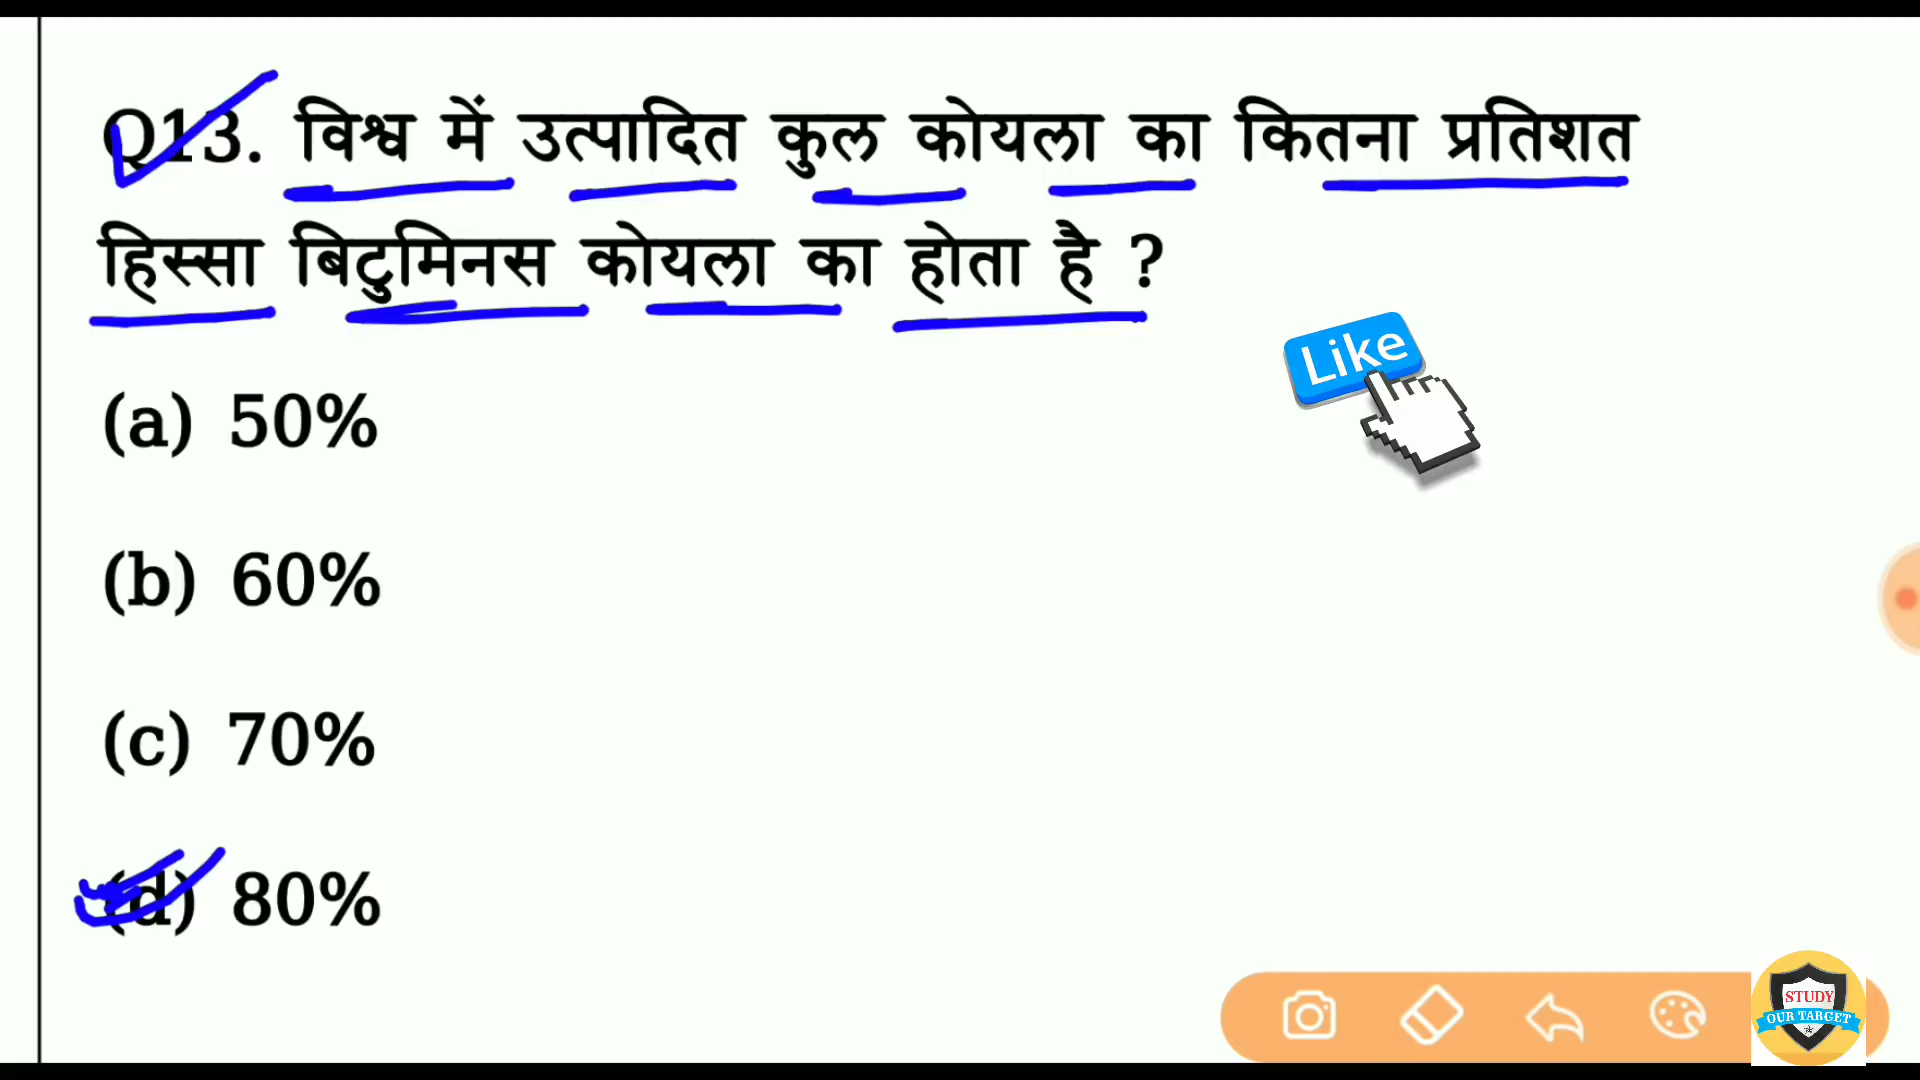 Q13. विश्व में उत्पादित कुल कोयला का कितना प्रतिशत
हिस्सा बिटुमिनस कोयला का होता है ?
Like
(a) 50%
(b) 60%
(c) 70%
(d) 80%
STUDY
OUR TARGET